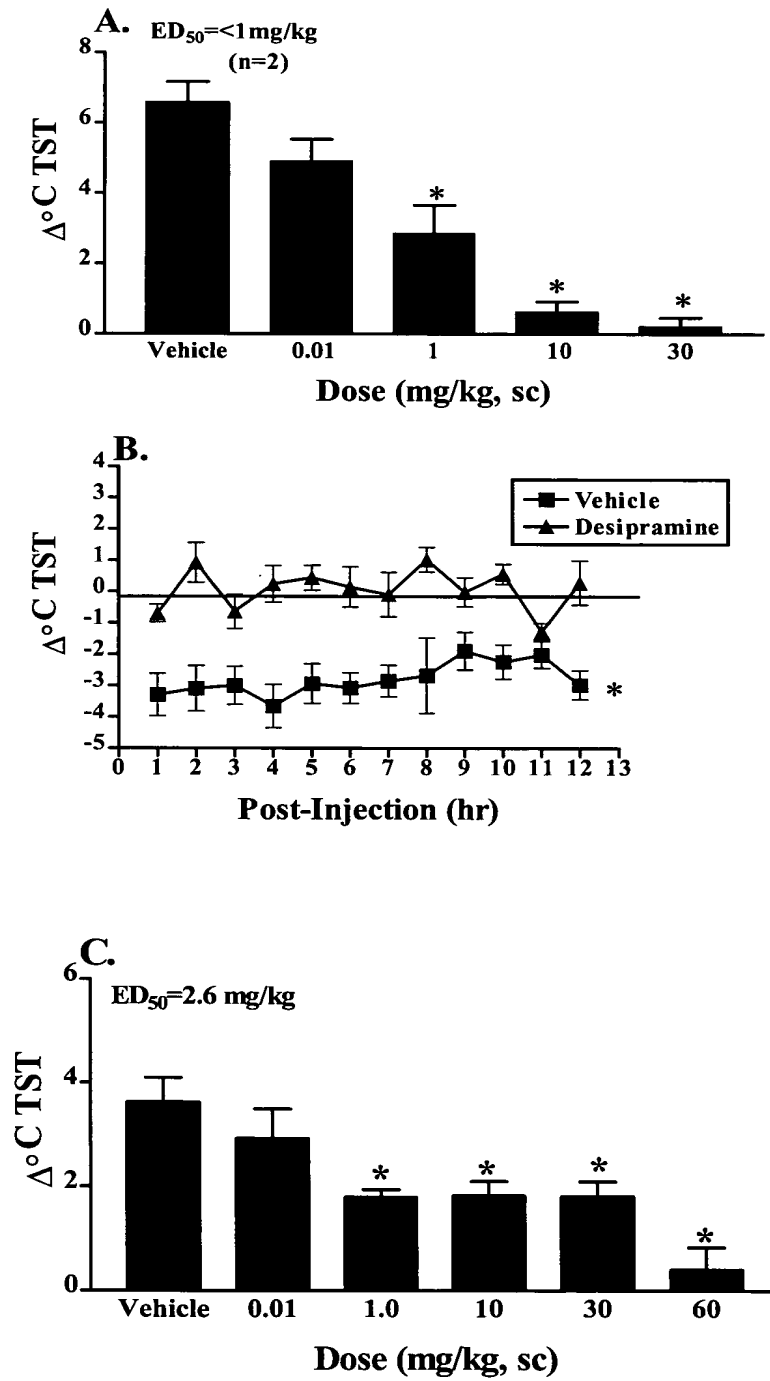 A.
ED50=<1mg/kg
(n=2)
8
6
4
2
0
Δ°C TST
*
*
*
Vehicle 0.01 1 10 30
Dose (mg/kg, sc)
B.
4
3
2
1
0
-1
-2
-3
-4
-5
Δ°C TST
Vehicle
Desipramine
*
0 1 2 3 4 5 6 7 8 9 10 11 12 13
Post-Injection (hr)
C.
ED50=2.6 mg/kg
6
4
2
0
Δ°C TST
*
*
*
*
Vehicle 0.01 1.0 10 30 60
Dose (mg/kg, sc)